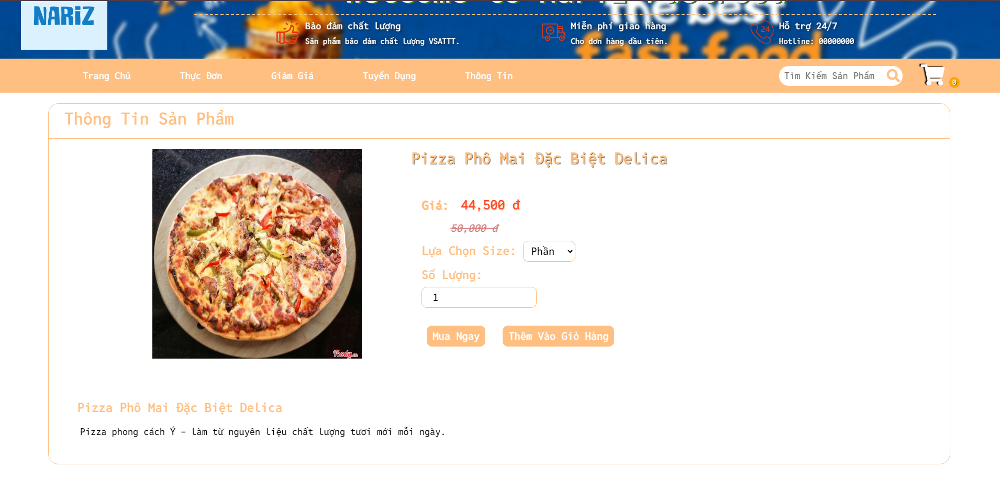 NARIZ
the best
Bảo đảm chất lượng
Sản phẩm bảo đảm chất lượng VSATTT.
Miễn phí giao hàng
Cho đơn hàng đầu tiên.
24
Hỗ trợ 24/7
Hotline: 00000000
fast food
Trang Chủ
Thực Đơn
Giảm Giá
Tuyển Dụng
Thông Tin
Tìm Kiếm Sản Phẩm
0
Thông Tin Sản Phẩm
Pizza Phô Mai Đặc Biệt Delica
Giá: 44,500 đ
50,000 đ
Lựa Chọn Size: Phần
Số Lượng:
1
Mua Ngay
Thêm Vào Giỏ Hàng
Foody.vn
Pizza Phô Mai Đặc Biệt Delica
Pizza phong cách Ý - làm từ nguyên liệu chất lượng tươi mới mỗi ngày.